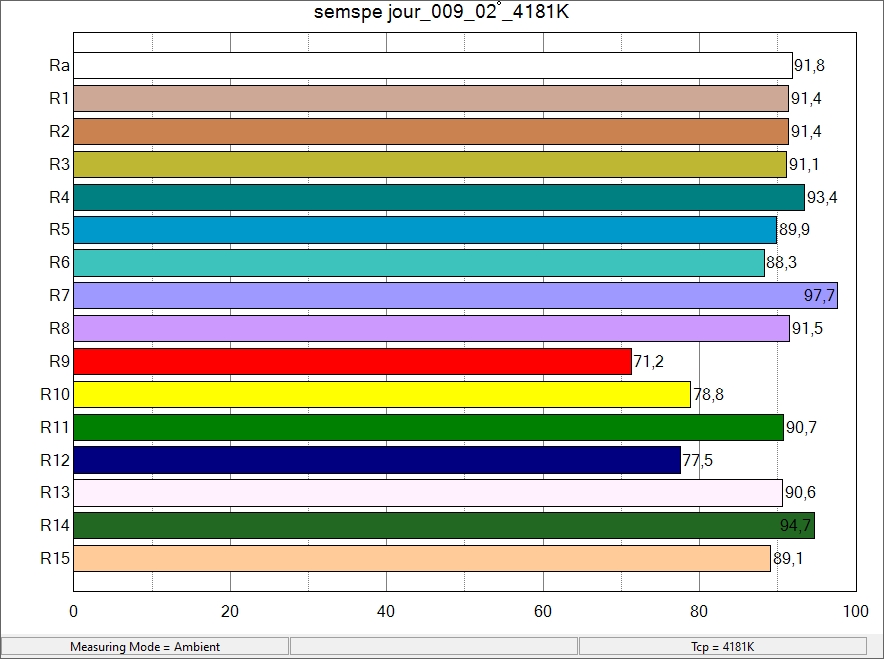 semspe jour_009_02°_4181K
Ra 91,8
R1 91,4
R2 91,4
R3 91,1
R4 93,4
R5 89,9
R6 88,3
R7 97,7
R8 91,5
R9 71,2
R10 78,8
R11 90,7
R12 77,5
R13 90,6
R14 94,7
R15 89,1
0 20 40 60 80 100
Measuring Mode = Ambient Tcp = 4181K